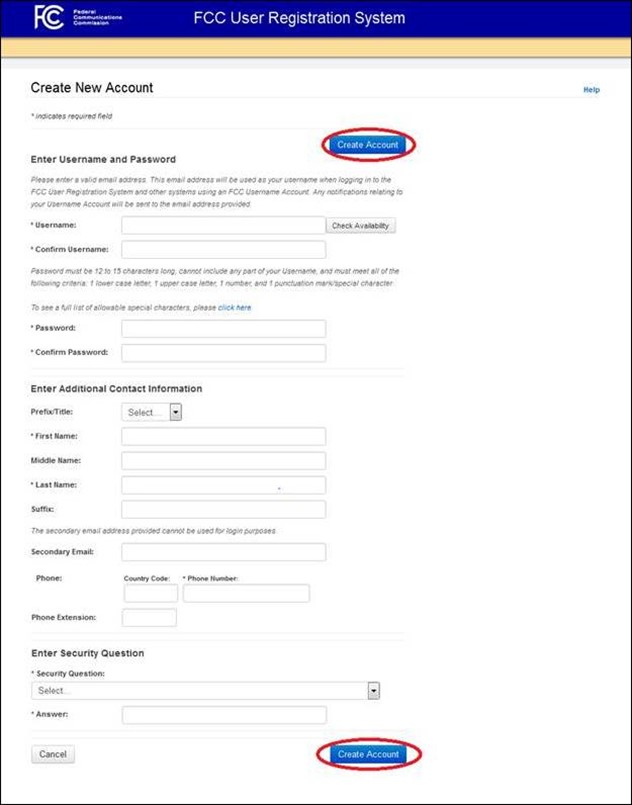 FCC Federal Communications Commission
FCC User Registration System
Create New Account
Help
* indicates required field
Create Account
Enter Username and Password
Please enter a valid email address. This email address will be used as your username when logging in to the
FCC User Registration System and other systems using an FCC Username Account. Any notifications relating to
your Username Account will be sent to the email address provided.
* Username:
Check Availability
* Confirm Username:
Password must be 12 to 15 characters long, cannot include any part of your Username, and must meet all of the
following criteria: 1 lower case letter, 1 upper case letter, 1 number, and 1 punctuation mark/special character.
To see a full list of allowable special characters, please click here.
* Password:
* Confirm Password:
Enter Additional Contact Information
Prefix/Title:
Select...
* First Name:
Middle Name:
* Last Name:
Suffix:
The secondary email address provided cannot be used for login purposes.
Secondary Email:
Phone:
Country Code:
* Phone Number:
Phone Extension:
Enter Security Question
* Security Question:
Select...
* Answer:
Cancel
Create Account